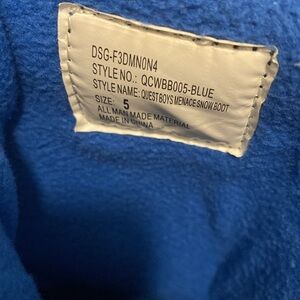 DSG-F3DMN0N4
STYLE NO.: QCWBB005-BLUE
STYLE NAME: QUEST BOYS MENACE SNOW BOOT
SIZE: 5
ALL MAN MADE MATERIAL
MADE IN CHINA